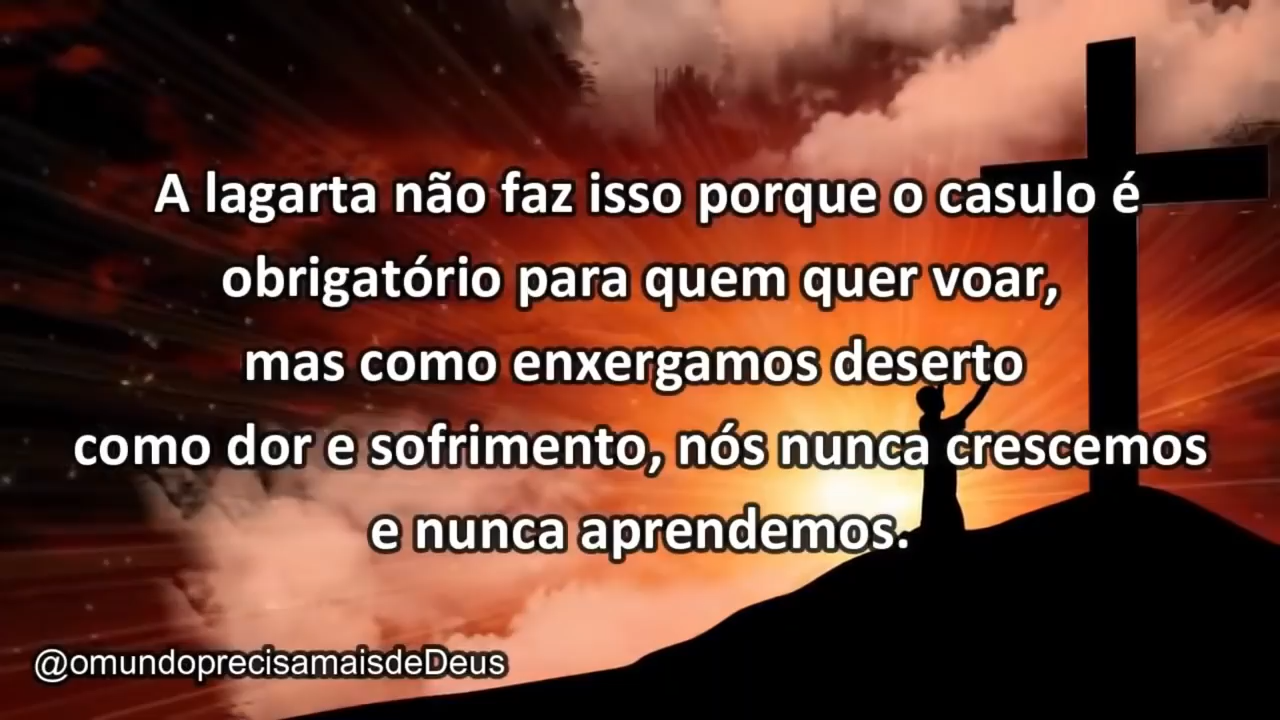 A lagarta não faz isso porque o casulo é
obrigatório para quem quer voar,
mas como enxergamos deserto
como dor e sofrimento, nós nunca crescemos
e nunca aprendemos.
@omundoprecisamaisdeDeus